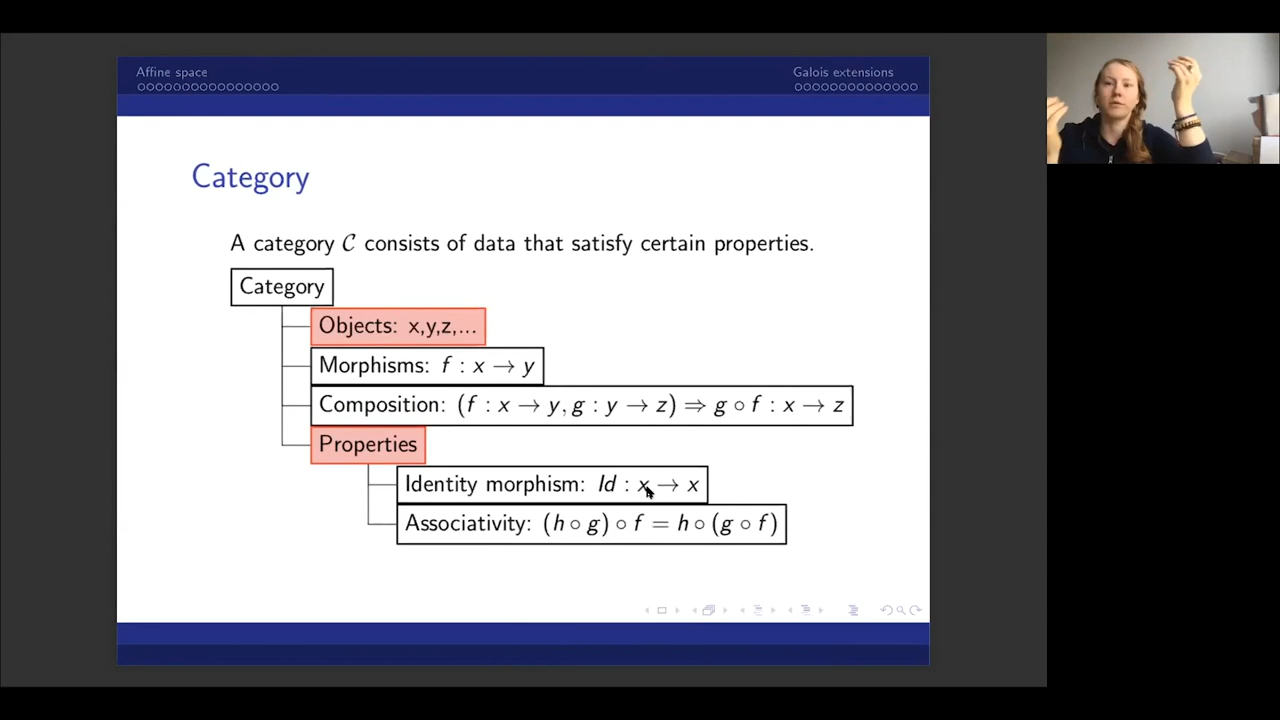 Affine space
Galois extensions
Category
A category 𝒞 consists of data that satisfy certain properties.
Category
Objects: x,y,z,...
Morphisms: f : x → y
Composition: (f : x → y, g : y → z) ⇒ g ∘ f : x → z
Properties
Identity morphism: Id : x → x
Associativity: (h ∘ g) ∘ f = h ∘ (g ∘ f)